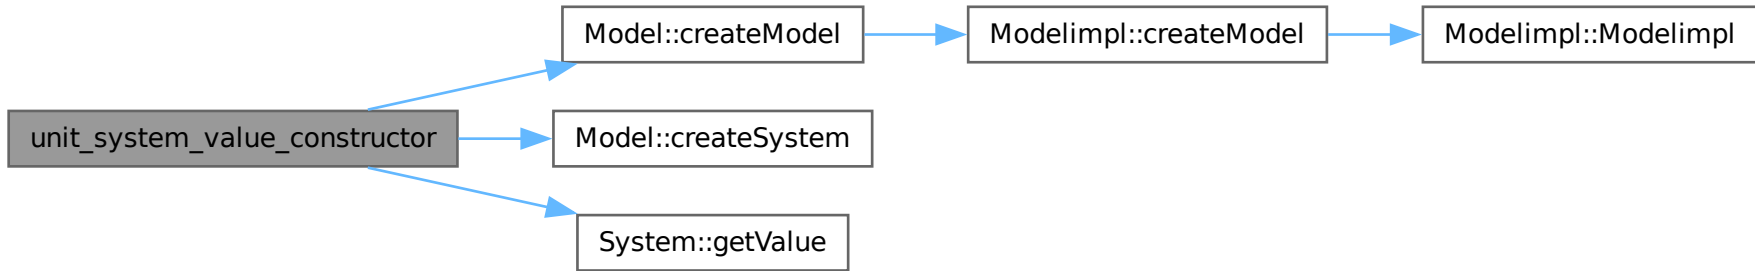 Model::createModel
Modelimpl::createModel
Modelimpl::Modelimpl
unit_system_value_constructor
Model::createSystem
System::getValue